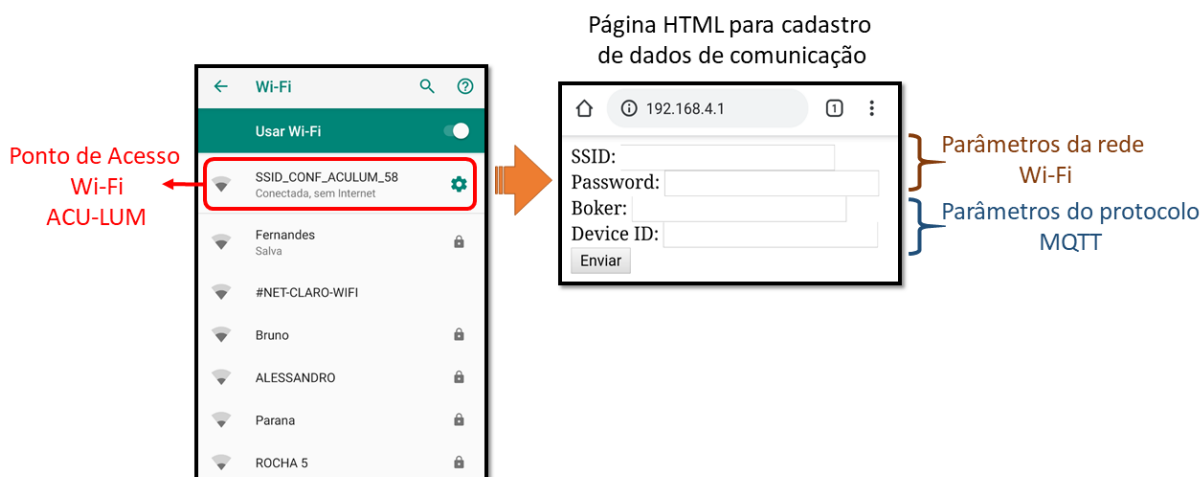 Página HTML para cadastro
de dados de comunicação
Wi-Fi
Usar Wi-Fi
SSID_CONF_ACULUM_58
Conectada, sem Internet
Fernandes
Salva
#NET-CLARO-WIFI
Bruno
ALESSANDRO
Parana
ROCHA 5
Ponto de Acesso
Wi-Fi
ACU-LUM
192.168.4.1
1
SSID:
Password:
Boker:
Device ID:
Enviar
Parâmetros da rede
Wi-Fi
Parâmetros do protocolo
MQTT